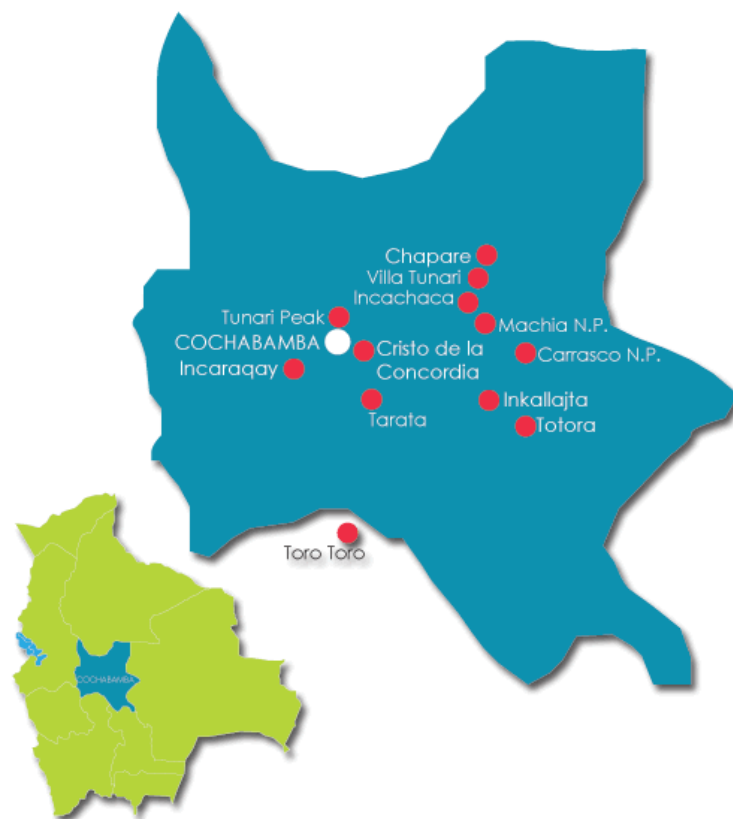 Chapare
Villa Tunari
Incachaca
Tunari Peak
Machia N.P.
COCHABAMBA
Cristo de la
Concordia
Carrasco N.P.
Incaraqay
Tarata
Inkallajta
Totora
Toro Toro
COCHABAMBA